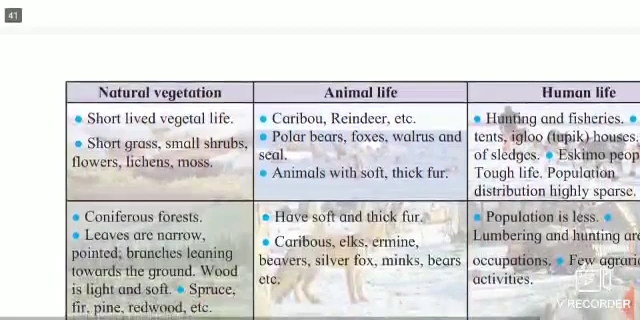 41
Natural vegetation Animal life Human life
Short lived vegetal life.
Short grass, small shrubs,
flowers, lichens, moss.
Caribou, Reindeer, etc.
Polar bears, foxes, walrus and
seal.
Animals with soft, thick fur.
Hunting and fisheries.
tents, igloo (tupik) houses.
of sledges. Eskimo
Tough life. Population
distribution highly sparse.
Coniferous forests.
Leaves are narrow,
pointed; branches leaning
towards the ground. Wood
is light and soft. Spruce,
fir, pine, redwood, etc.
Have soft and thick fur.
Caribous, elks, ermine,
beavers, silver fox, minks, bears
etc.
Population is less.
Lumbering and hunting are
occupations. Few
activities.
RECORDER